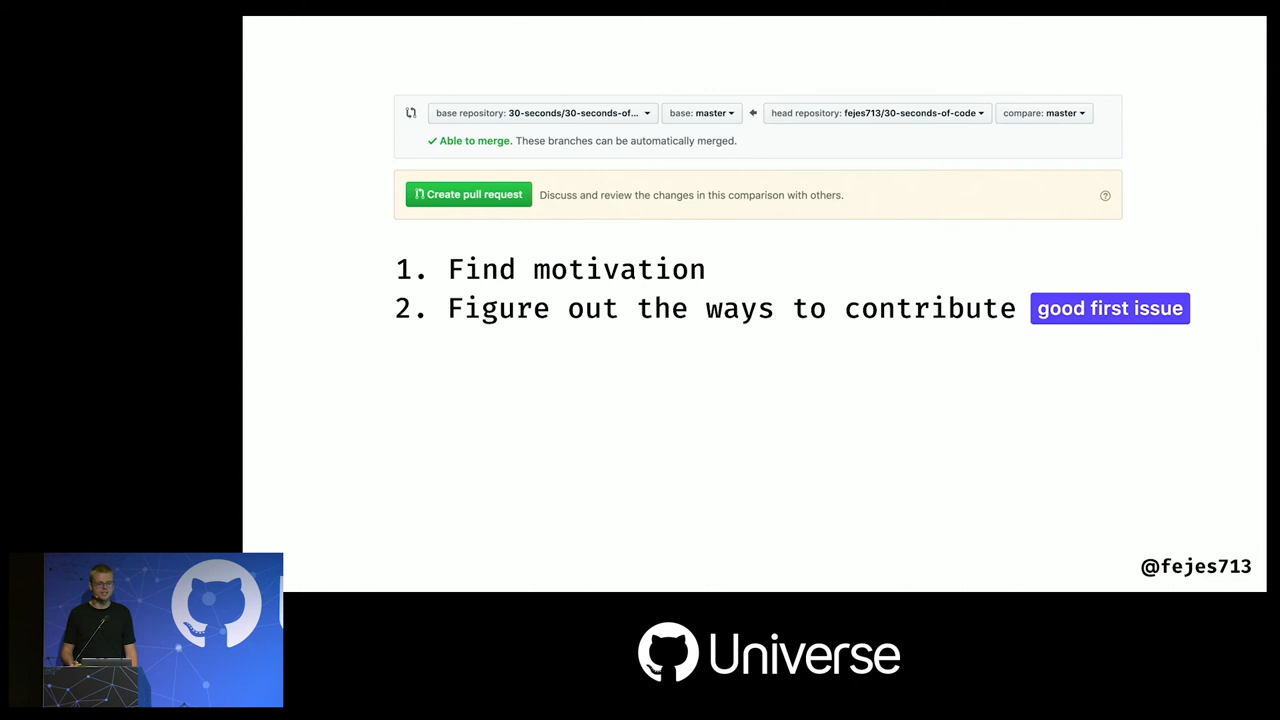 base repository: 30-seconds/30-seconds-of... base: master head repository: fejes713/30-seconds-of-code compare: master
Able to merge. These branches can be automatically merged.
Create pull request Discuss and review the changes in this comparison with others.
1. Find motivation
2. Figure out the ways to contribute good first issue
@fejes713
Universe